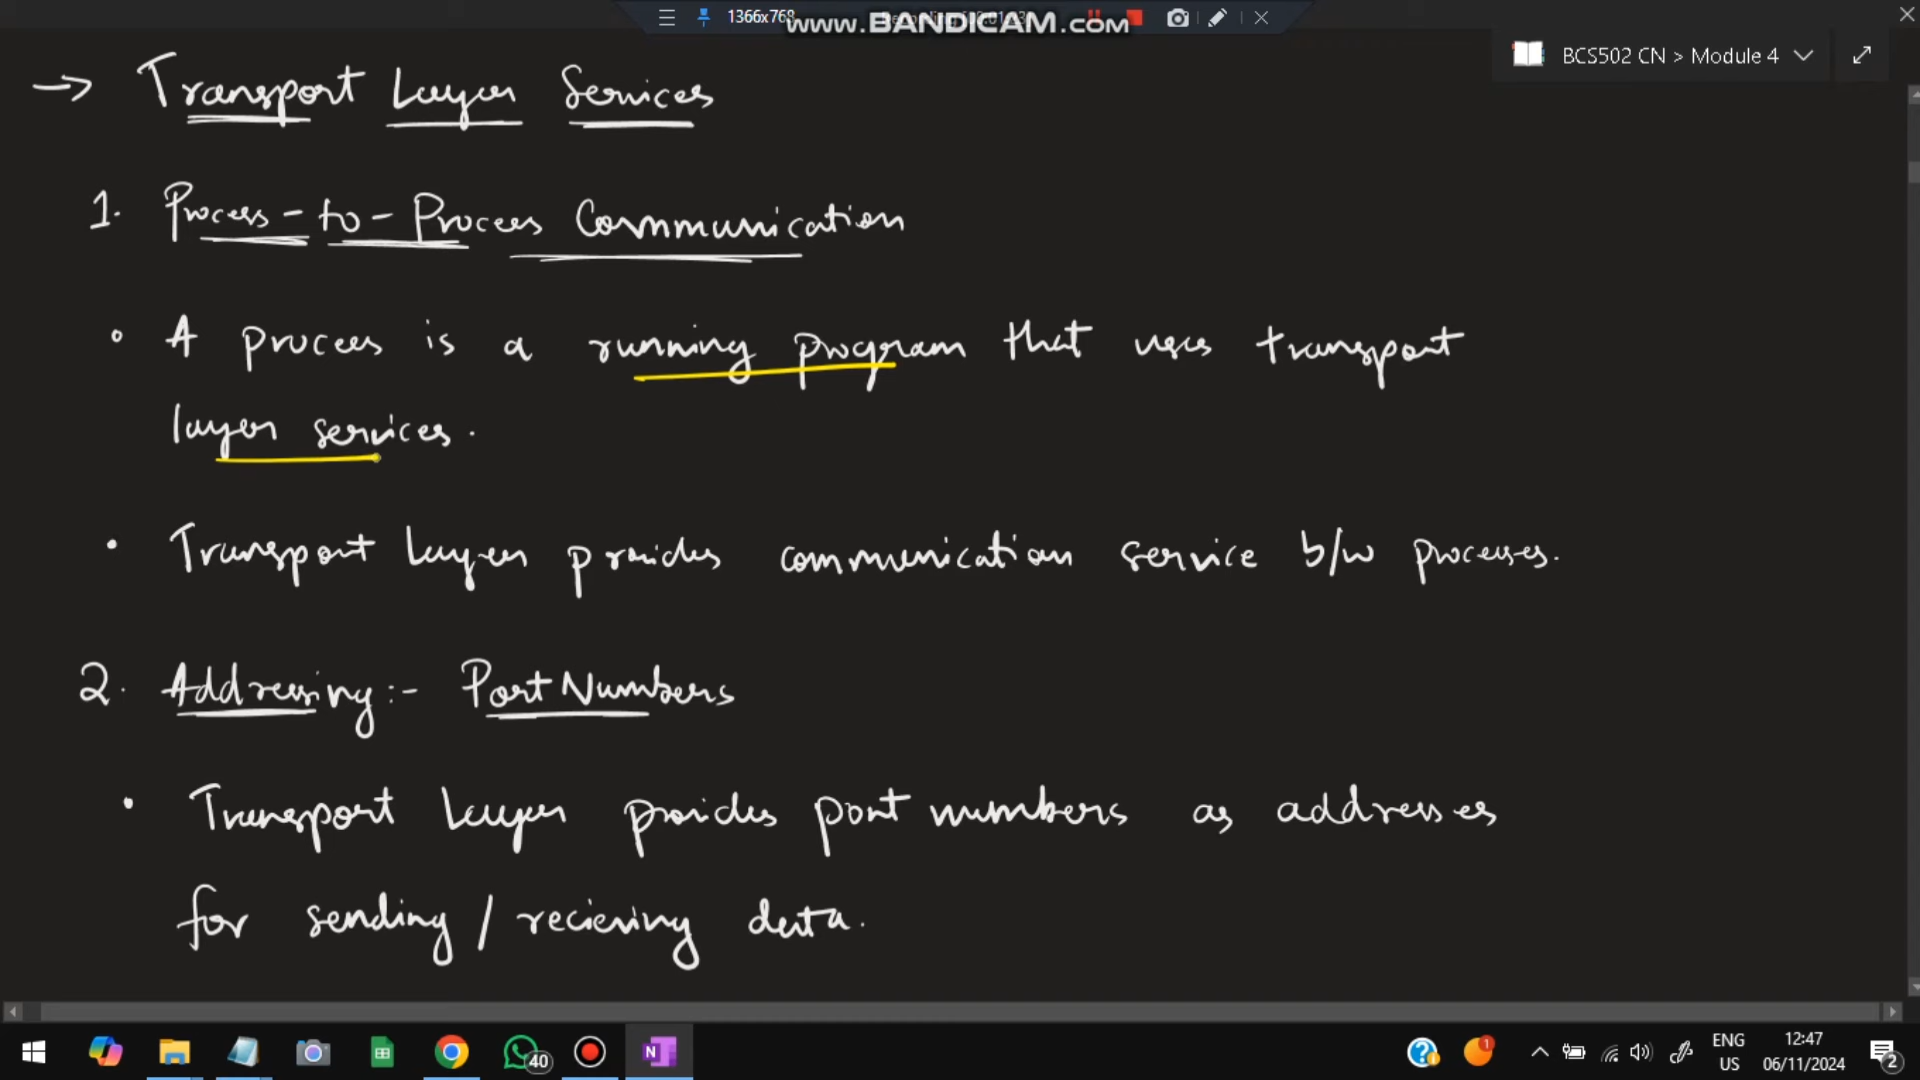 1366x768
www.BANDICAM.com
BCS502 CN > Module 4
→ Transport Layer Services
1. Process-to-Process Communication
• A process is a running program that uses transport
layer services.
• Transport Layer provides communication service b/w processes.
2. Addressing:- Port Numbers
• Transport Layer provides port numbers as addresses
for sending/recieving data.
40
N
1
ENG
US
12:47
06/11/2024
2